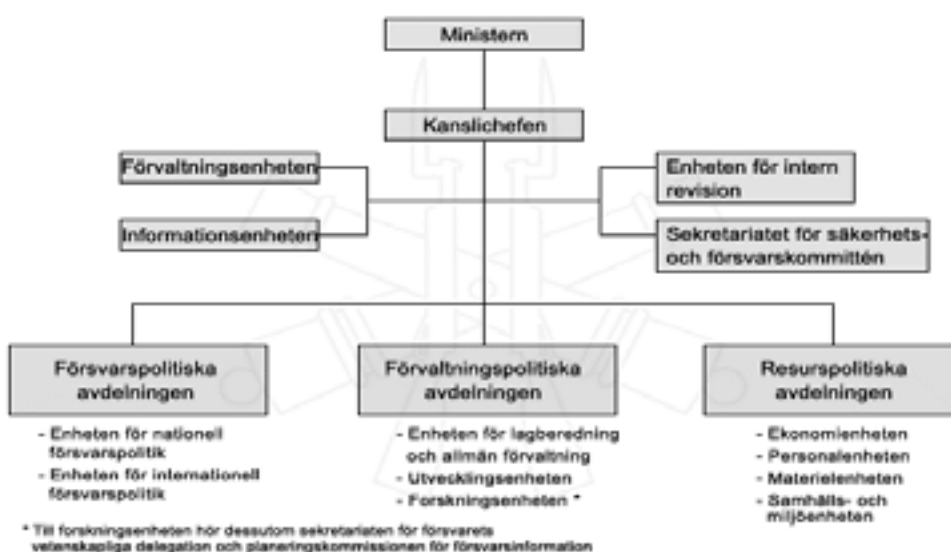 Ministern
Kanslichefen
Förvaltningsenheten
Informationsenheten
Enheten för intern
revision
Sekretariatet för säkerhets-
och försvarskommittén
Försvarspolitiska
avdelningen
- Enheten för nationell
försvarspolitik
- Enheten för internationell
försvarspolitik
Förvaltningspolitiska
avdelningen
- Enheten för lagberedning
och allmän förvaltning
- Utvecklingsenheten
- Forskningsenheten *
Resurspolitiska
avdelningen
- Ekonomienheten
- Personalenheten
- Materielenheten
- Samhälls- och
miljöenheten
* Till forskningsenheten hör dessutom sekretariaten för försvarets
vetenskapliga delegation och planeringskommissionen för försvarsinformation